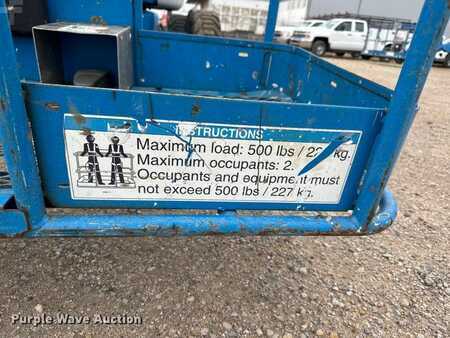 INSTRUCTIONS
Maximum load: 500 lbs / 227 kg.
Maximum occupants: 2.
Occupants and equipment must
not exceed 500 lbs / 227 kg.
Purple Wave Auction